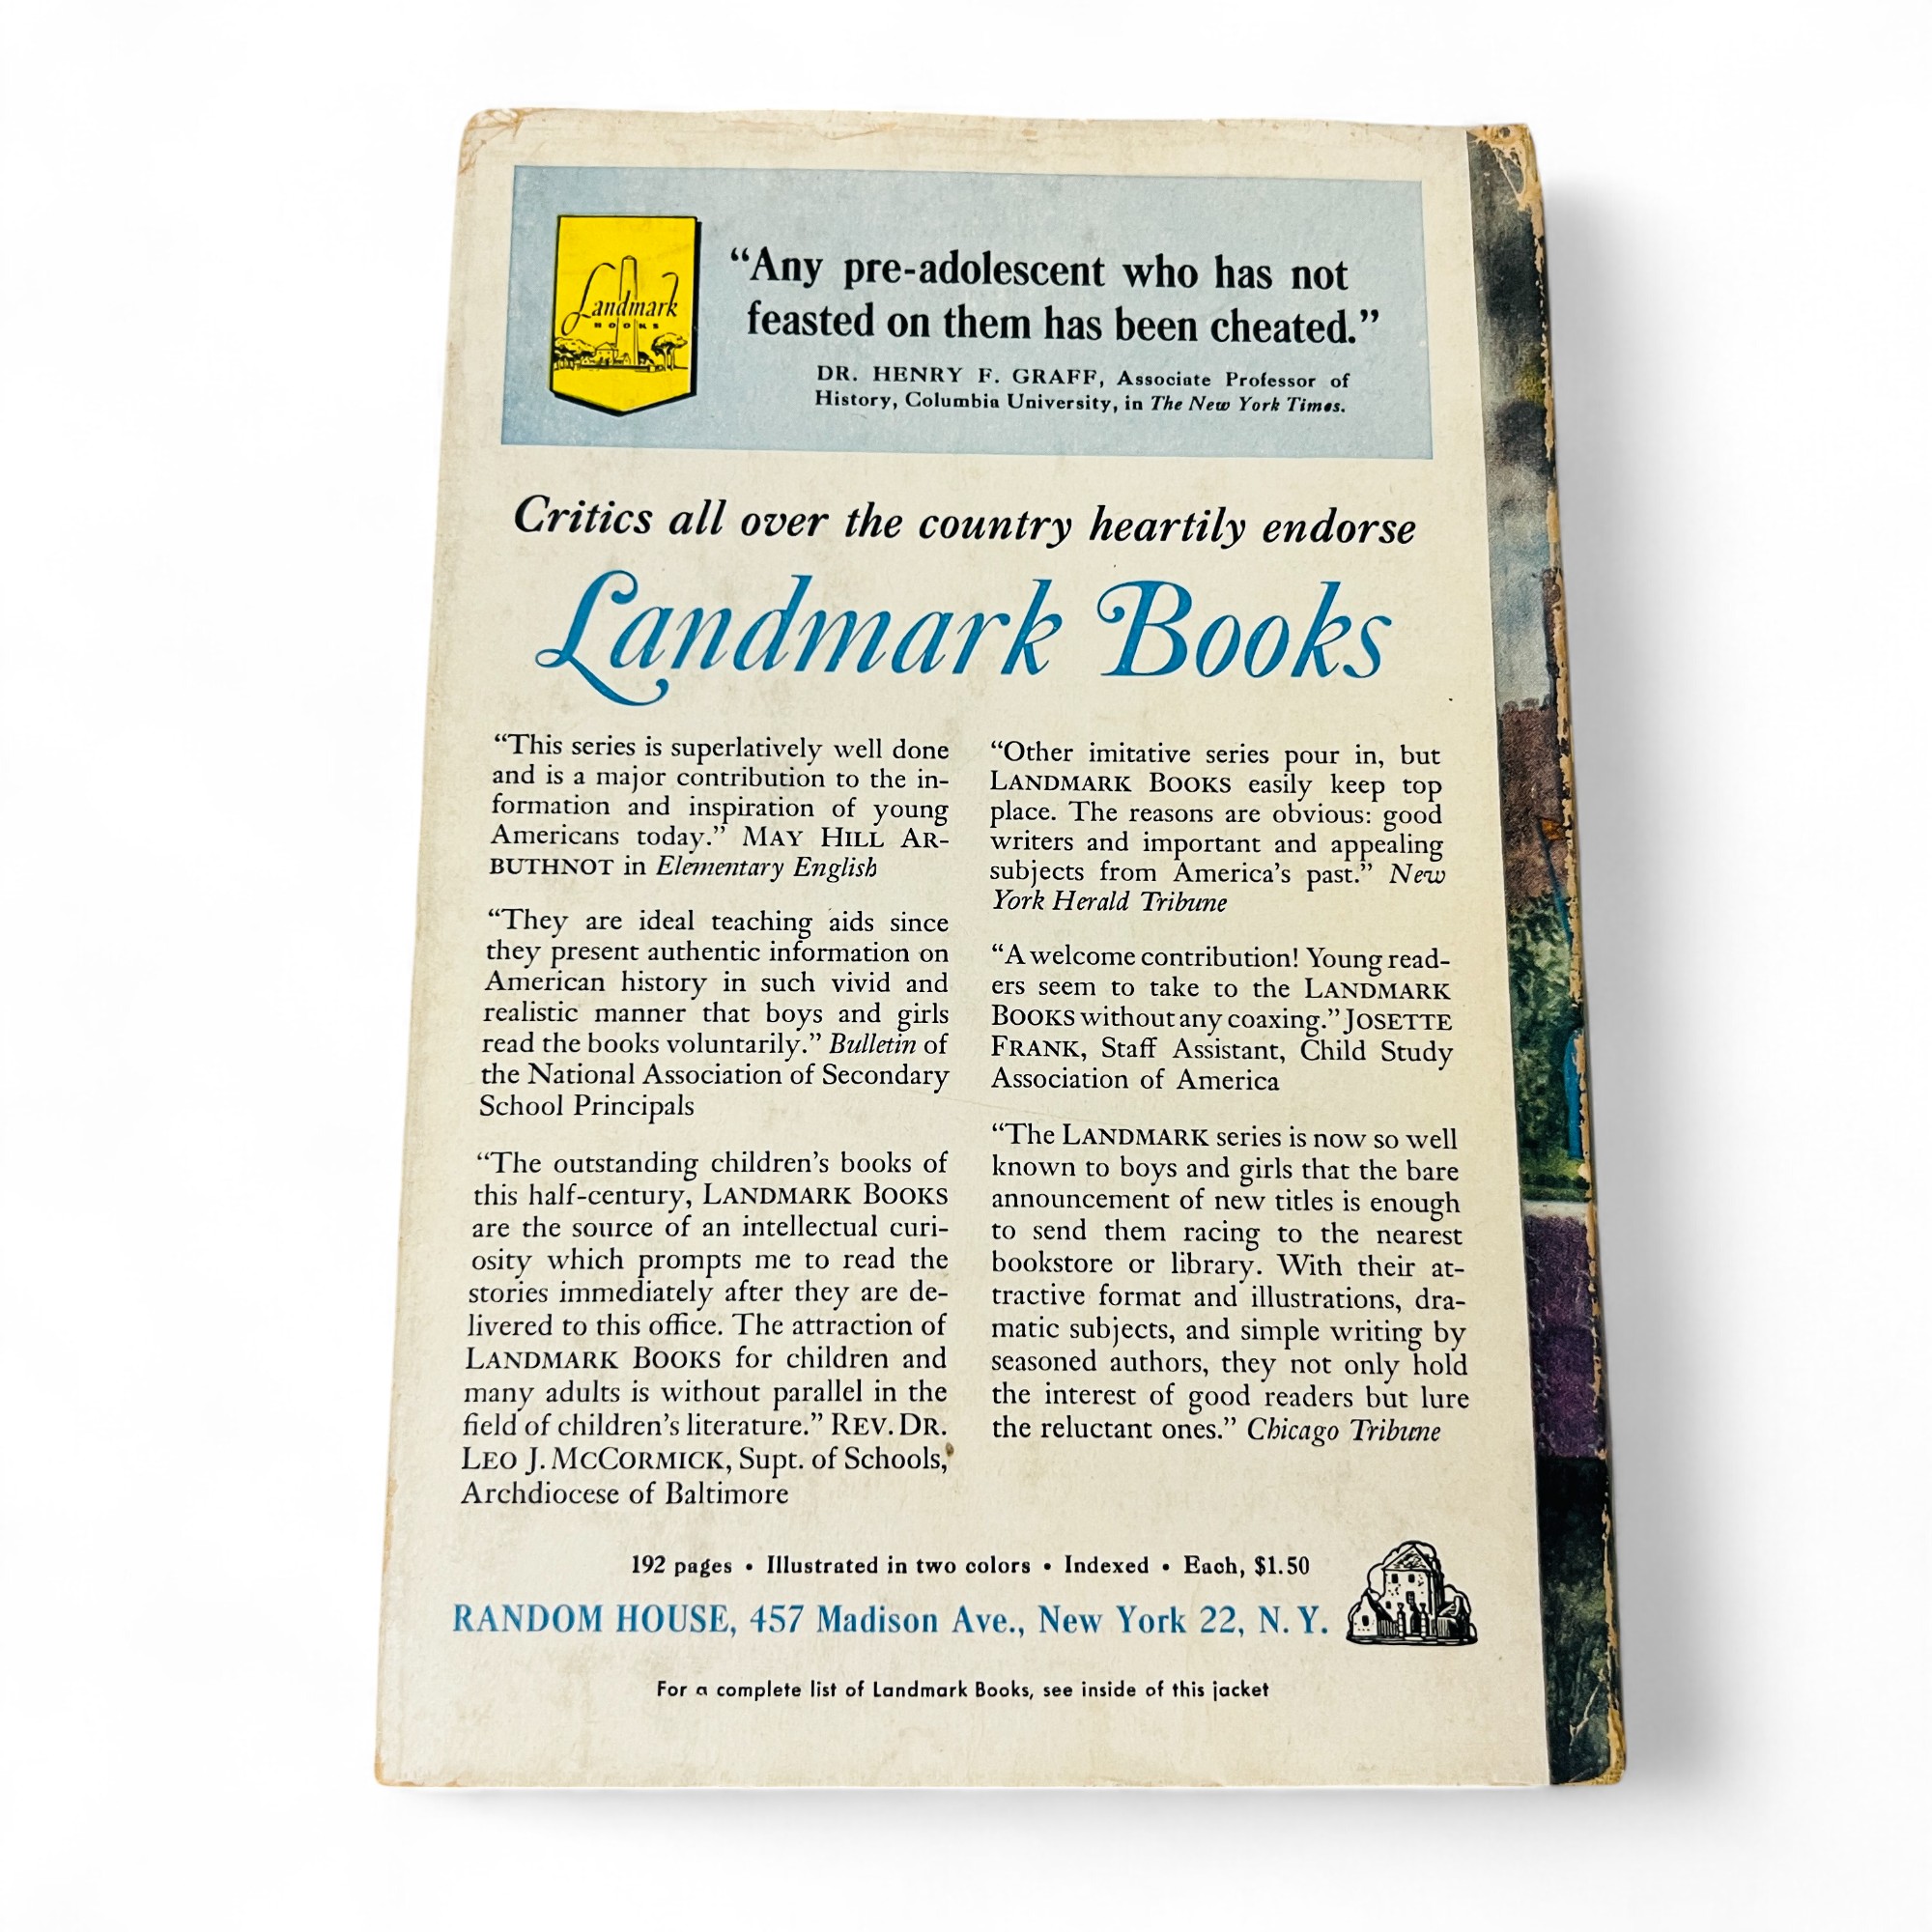 Landmark
BOOKS
“Any pre-adolescent who has not
feasted on them has been cheated.”
DR. HENRY F. GRAFF, Associate Professor of
History, Columbia University, in The New York Times.
Critics all over the country heartily endorse
Landmark Books
“This series is superlatively well done
and is a major contribution to the in-
formation and inspiration of young
Americans today.” MAY HILL AR-
BUTHNOT in Elementary English
“They are ideal teaching aids since
they present authentic information on
American history in such vivid and
realistic manner that boys and girls
read the books voluntarily.” Bulletin of
the National Association of Secondary
School Principals
“The outstanding children’s books of
this half-century, LANDMARK BOOKS
are the source of an intellectual curi-
osity which prompts me to read the
stories immediately after they are de-
livered to this office. The attraction of
LANDMARK BOOKS for children and
many adults is without parallel in the
field of children’s literature.” REV. DR.
LEO J. MCCORMICK, Supt. of Schools,
Archdiocese of Baltimore
“Other imitative series pour in, but
LANDMARK BOOKS easily keep top
place. The reasons are obvious: good
writers and important and appealing
subjects from America’s past.” New
York Herald Tribune
“A welcome contribution! Young read-
ers seem to take to the LANDMARK
BOOKS without any coaxing.” JOSETTE
FRANK, Staff Assistant, Child Study
Association of America
“The LANDMARK series is now so well
known to boys and girls that the bare
announcement of new titles is enough
to send them racing to the nearest
bookstore or library. With their at-
tractive format and illustrations, dra-
matic subjects, and simple writing by
seasoned authors, they not only hold
the interest of good readers but lure
the reluctant ones.” Chicago Tribune
192 pages • Illustrated in two colors • Indexed • Each, $1.50
RANDOM HOUSE, 457 Madison Ave., New York 22, N. Y.
For a complete list of Landmark Books, see inside of this jacket